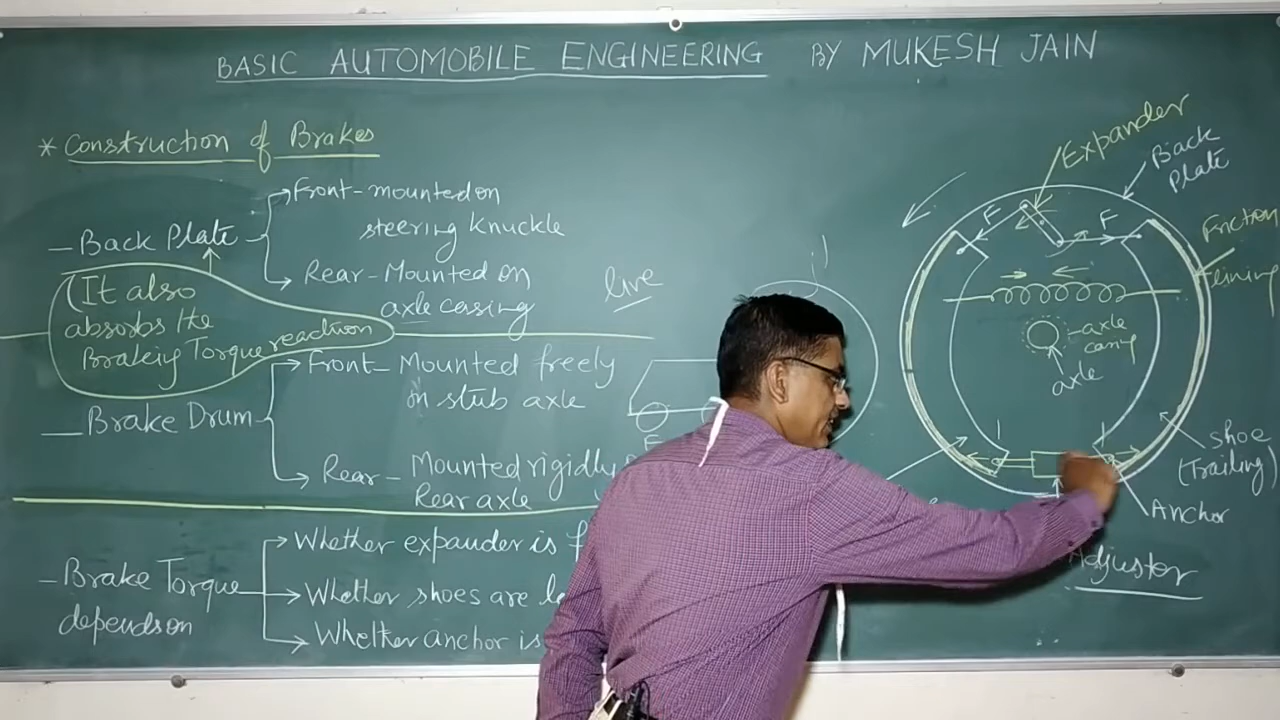 BASIC AUTOMOBILE ENGINEERING BY MUKESH JAIN
* Construction of Brakes
- Back Plate
Front - mounted on
steering knuckle
Rear - Mounted on
axle casing
(It also
absorbs the
Braking Torque reaction
- Brake Drum
Front - Mounted freely
on stub axle
Rear - Mounted rigidly
Rear axle
- Brake Torque
depends on
Whether expander is
Whether shoes are
Whether anchor is
live
Expander
Back
Plate
Friction
lining
F
F
axle
axle
shoe
(Trailing)
Anchor
Adjuster